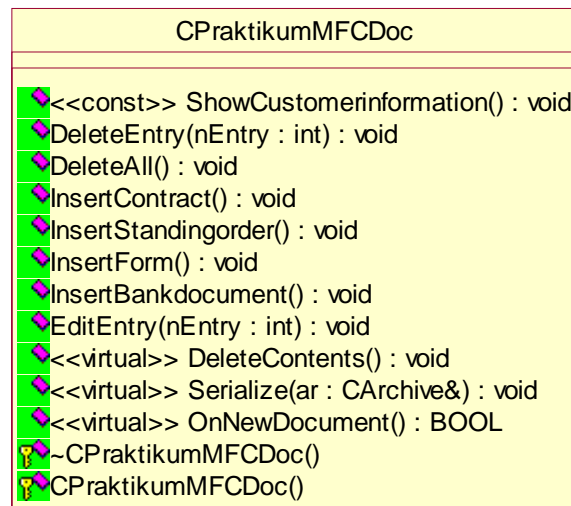 CPraktikumMFCDoc
<<const>> ShowCustomerinformation() : void
DeleteEntry(nEntry : int) : void
DeleteAll() : void
InsertContract() : void
InsertStandingorder() : void
InsertForm() : void
InsertBankdocument() : void
EditEntry(nEntry : int) : void
<<virtual>> DeleteContents() : void
<<virtual>> Serialize(ar : CArchive&) : void
<<virtual>> OnNewDocument() : BOOL
~CPraktikumMFCDoc()
CPraktikumMFCDoc()